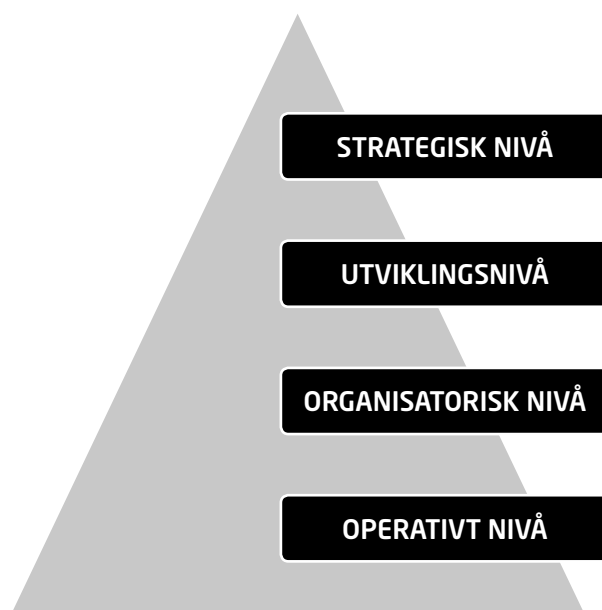 STRATEGISK NIVÅ
UTVIKLINGSNIVÅ
ORGANISATORISK NIVÅ
OPERATIVT NIVÅ